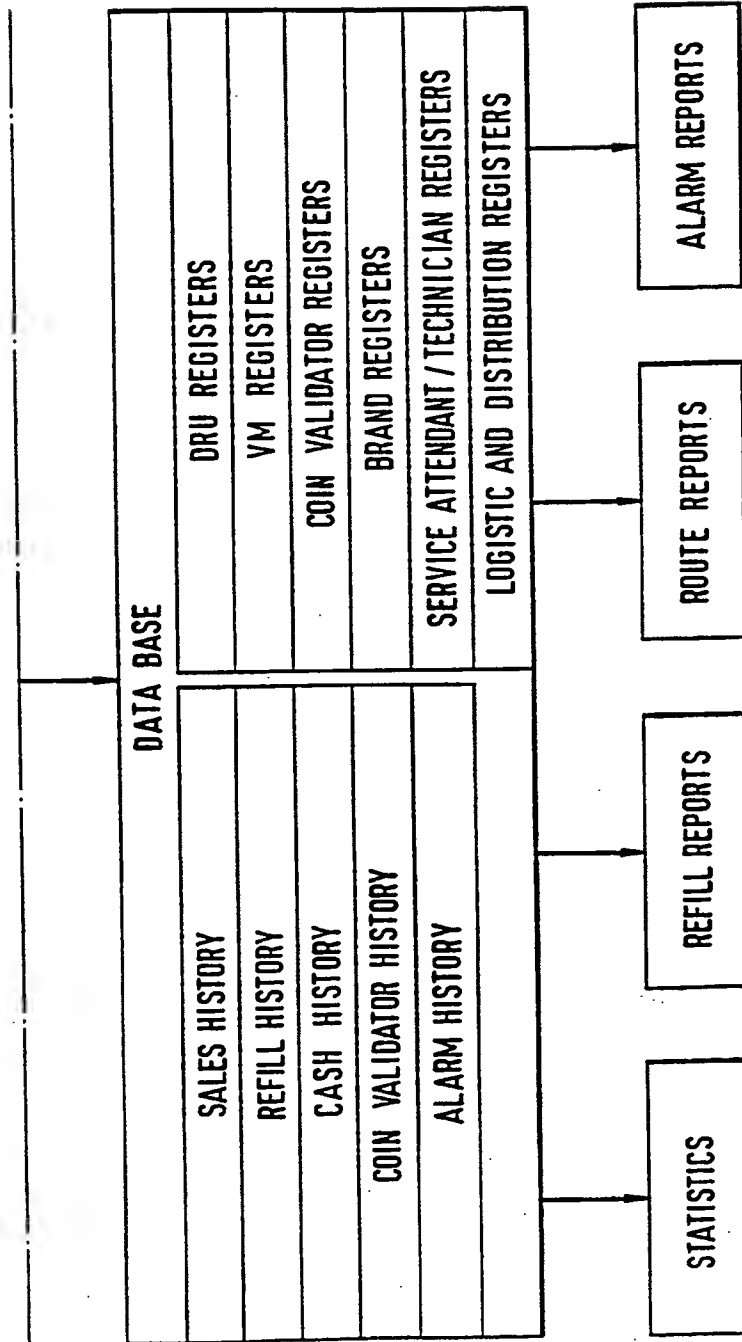 DATA BASE
SALES HISTORY
REFILL HISTORY
CASH HISTORY
COIN VALIDATOR HISTORY
ALARM HISTORY
DRU REGISTERS
VM REGISTERS
COIN VALIDATOR REGISTERS
BRAND REGISTERS
SERVICE ATTENDANT/TECHNICIAN REGISTERS
LOGISTIC AND DISTRIBUTION REGISTERS
STATISTICS
REFILL REPORTS
ROUTE REPORTS
ALARM REPORTS